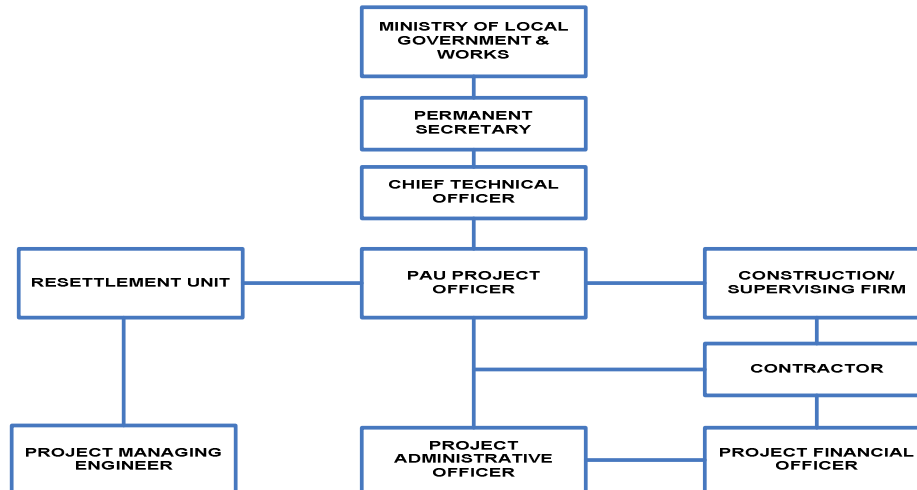 MINISTRY OF LOCAL
GOVERNMENT &
WORKS
PERMANENT
SECRETARY
CHIEF TECHNICAL
OFFICER
RESETTLEMENT UNIT
PAU PROJECT
OFFICER
CONSTRUCTION/
SUPERVISING FIRM
CONTRACTOR
PROJECT MANAGING
ENGINEER
PROJECT
ADMINISTRATIVE
OFFICER
PROJECT FINANCIAL
OFFICER